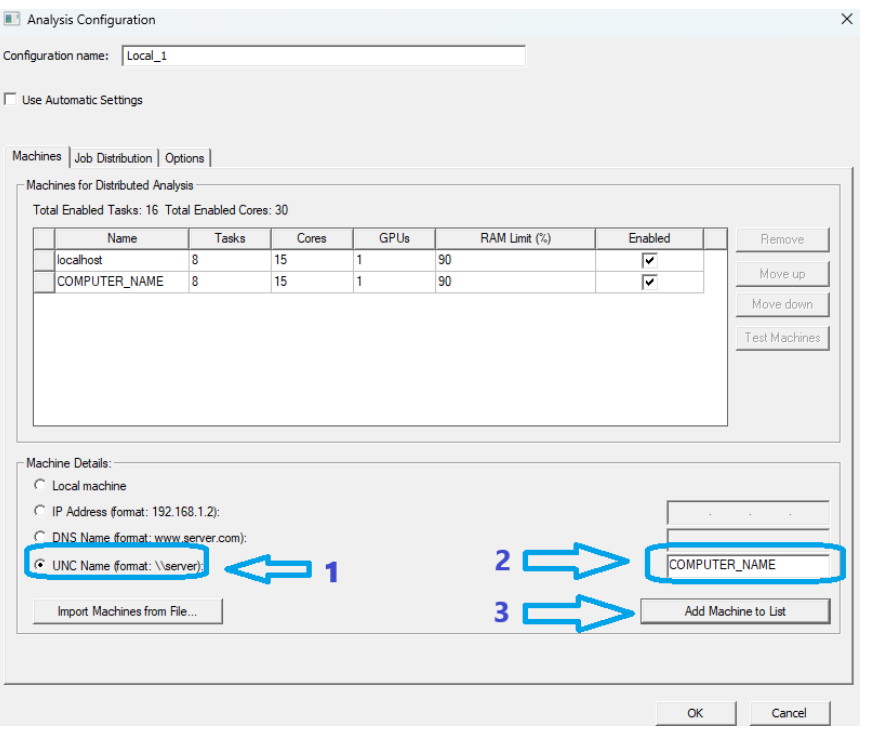 Analysis Configuration
Configuration name: Local_1
Use Automatic Settings
Machines Job Distribution Options
Machines for Distributed Analysis
Total Enabled Tasks: 16 Total Enabled Cores: 30
Name Tasks Cores GPUs RAM Limit (%) Enabled
localhost 8 15 1 90
COMPUTER_NAME 8 15 1 90
Remove
Move up
Move down
Test Machines
Machine Details:
Local machine
IP Address (format: 192.168.1.2):
DNS Name (format: www.server.com):
UNC Name (format: \\server): 1 2 COMPUTER_NAME
Import Machines from File... 3 Add Machine to List
OK Cancel